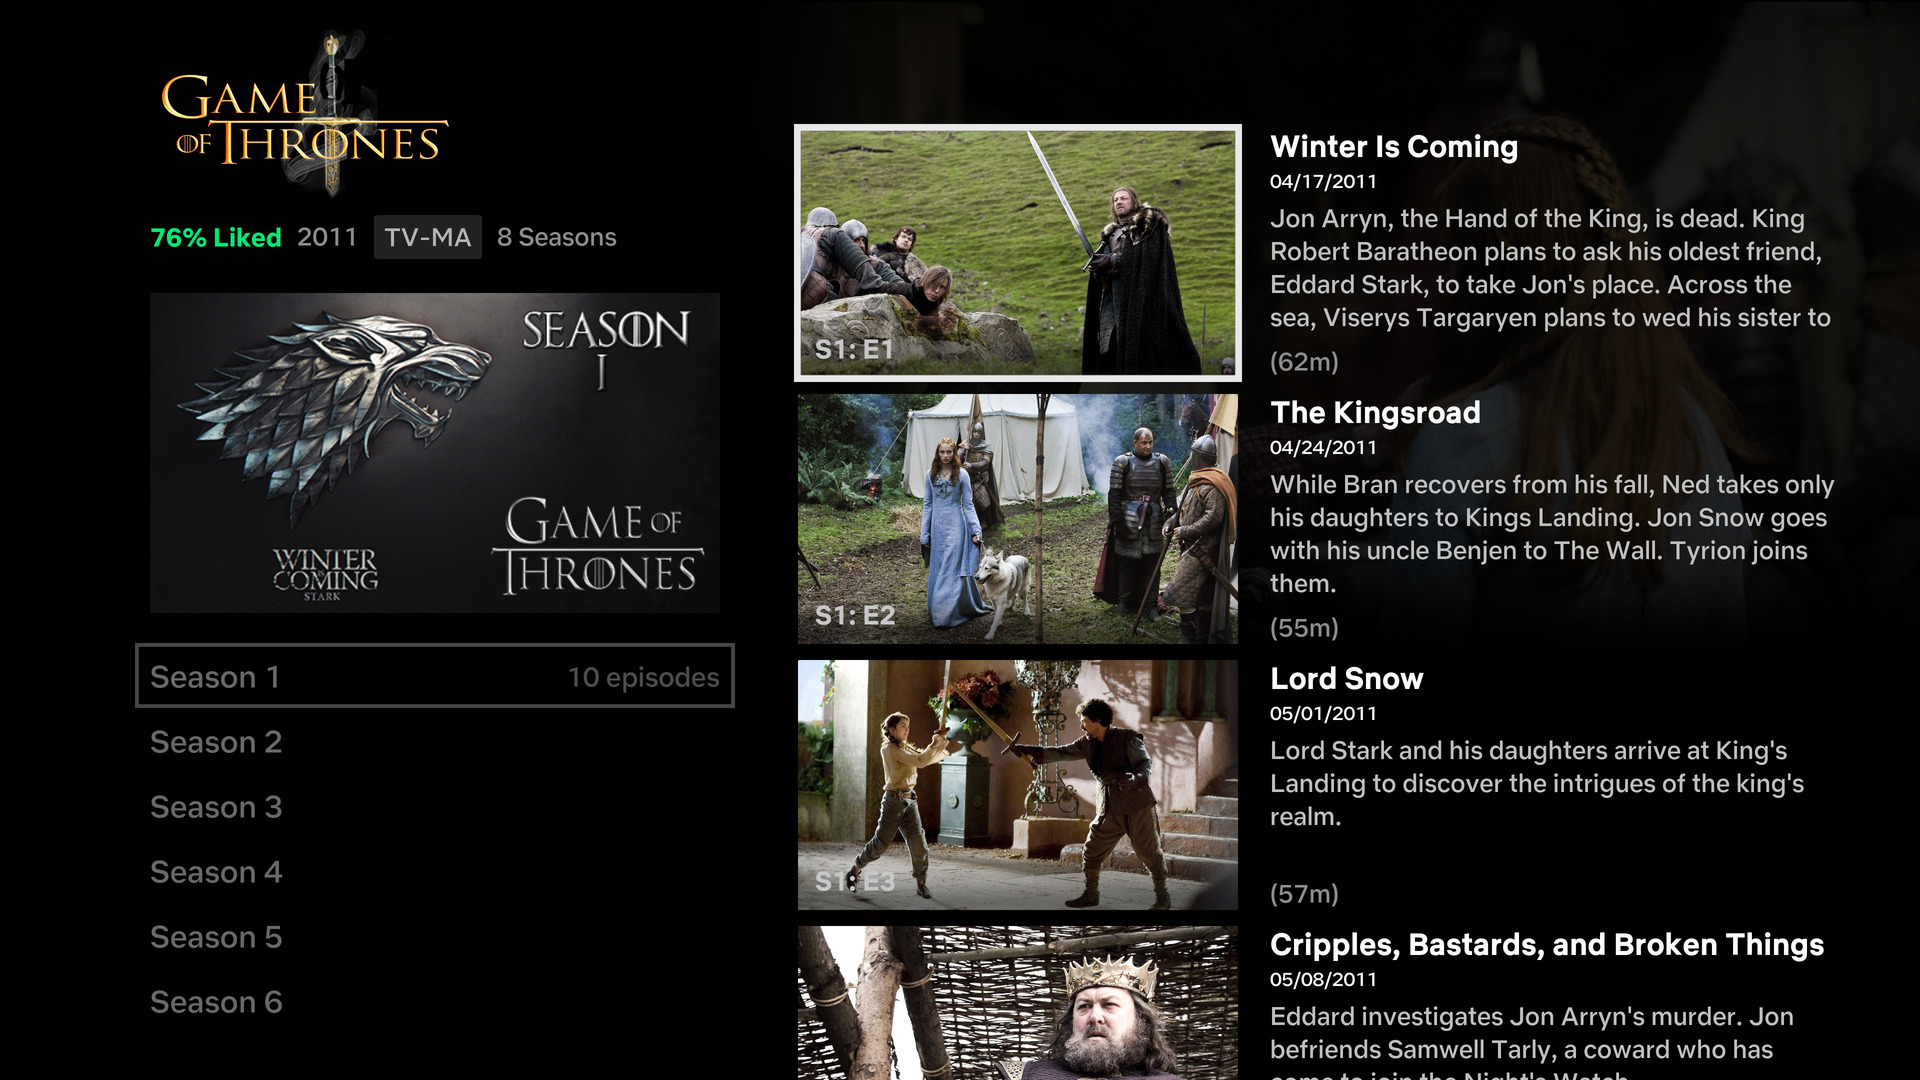 GAME
OF THRONES
76% Liked 2011 TV-MA 8 Seasons
SEASON
I
GAME OF
THRONES
WINTER
IS
COMING
STARK
Season 1 10 episodes
Season 2
Season 3
Season 4
Season 5
Season 6
S1: E1
Winter Is Coming
04/17/2011
Jon Arryn, the Hand of the King, is dead. King
Robert Baratheon plans to ask his oldest friend,
Eddard Stark, to take Jon's place. Across the
sea, Viserys Targaryen plans to wed his sister to
(62m)
S1: E2
The Kingsroad
04/24/2011
While Bran recovers from his fall, Ned takes only
his daughters to Kings Landing. Jon Snow goes
with his uncle Benjen to The Wall. Tyrion joins
them.
(55m)
S1: E3
Lord Snow
05/01/2011
Lord Stark and his daughters arrive at King's
Landing to discover the intrigues of the king's
realm.
(57m)
Cripples, Bastards, and Broken Things
05/08/2011
Eddard investigates Jon Arryn's murder. Jon
befriends Samwell Tarly, a coward who has
come to join the Night's Watch.